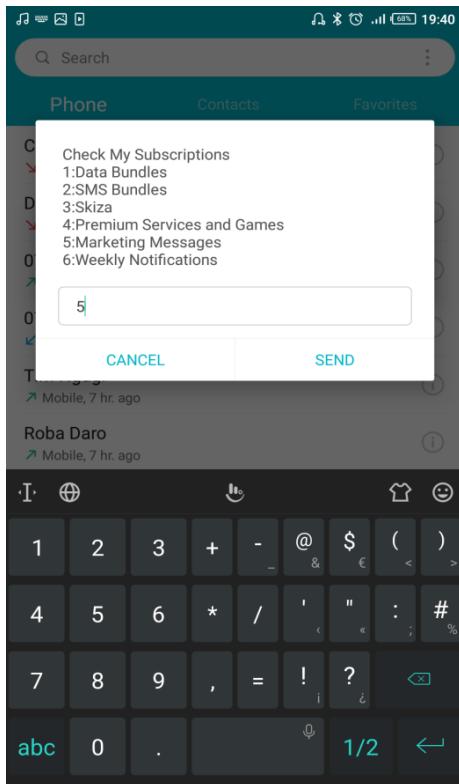 68% 19:40
Search
Phone Contacts Favorites
Check My Subscriptions
1:Data Bundles
2:SMS Bundles
3:Skiza
4:Premium Services and Games
5:Marketing Messages
6:Weekly Notifications
5
CANCEL SEND
Mobile, 7 hr. ago
Roba Daro
Mobile, 7 hr. ago
1 2 3 + - _ @ & $ € ( < ) >
4 5 6 * / ' ‹ " « : ; # %
7 8 9 , = ! ¡ ? ¿
abc 0 . 1/2